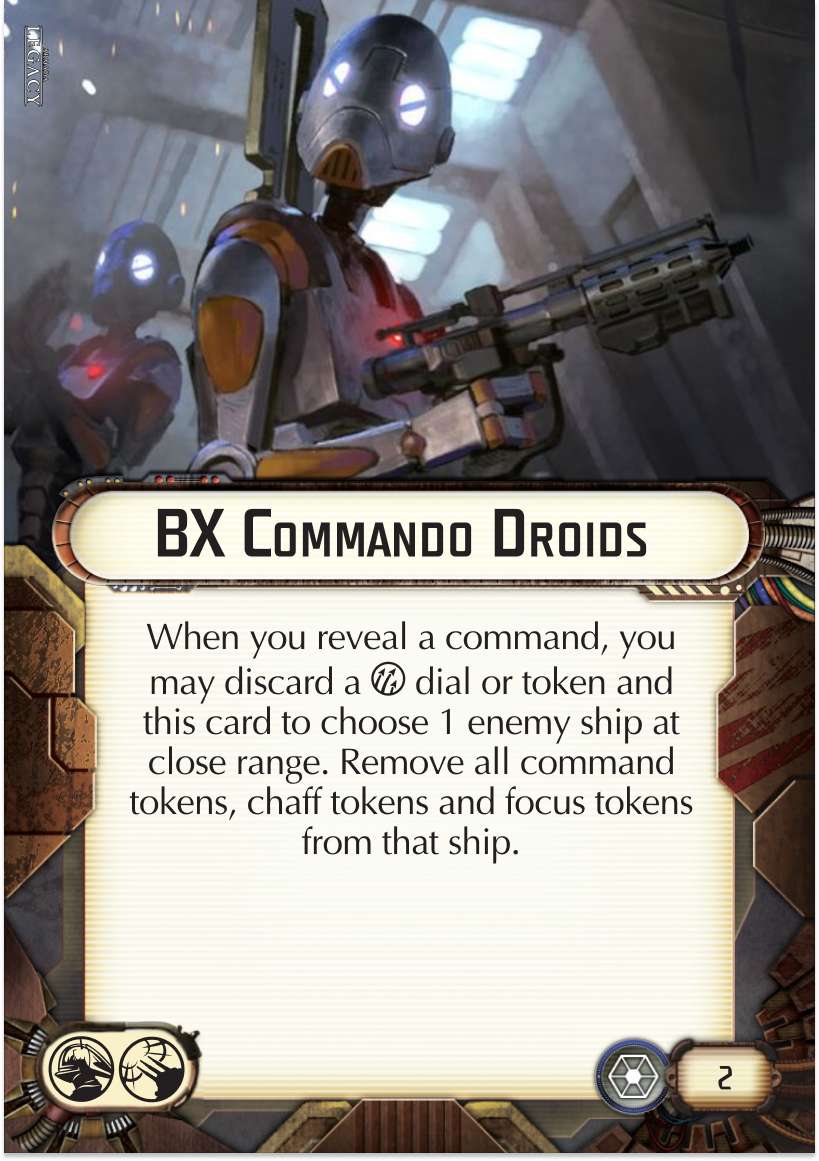 LEGACY
BX Commando Droids
When you reveal a command, you
may discard a dial or token and
this card to choose 1 enemy ship at
close range. Remove all command
tokens, chaff tokens and focus tokens
from that ship.
2